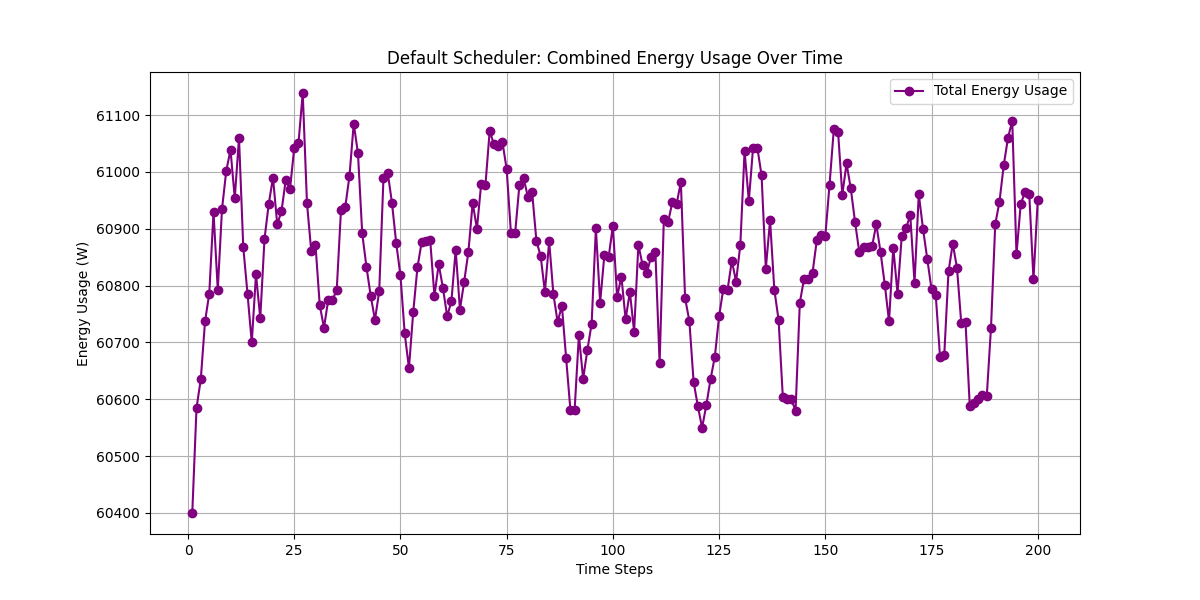 Default Scheduler: Combined Energy Usage Over Time
Total Energy Usage
Energy Usage (W)
61100
61000
60900
60800
60700
60600
60500
60400
0 25 50 75 100 125 150 175 200
Time Steps